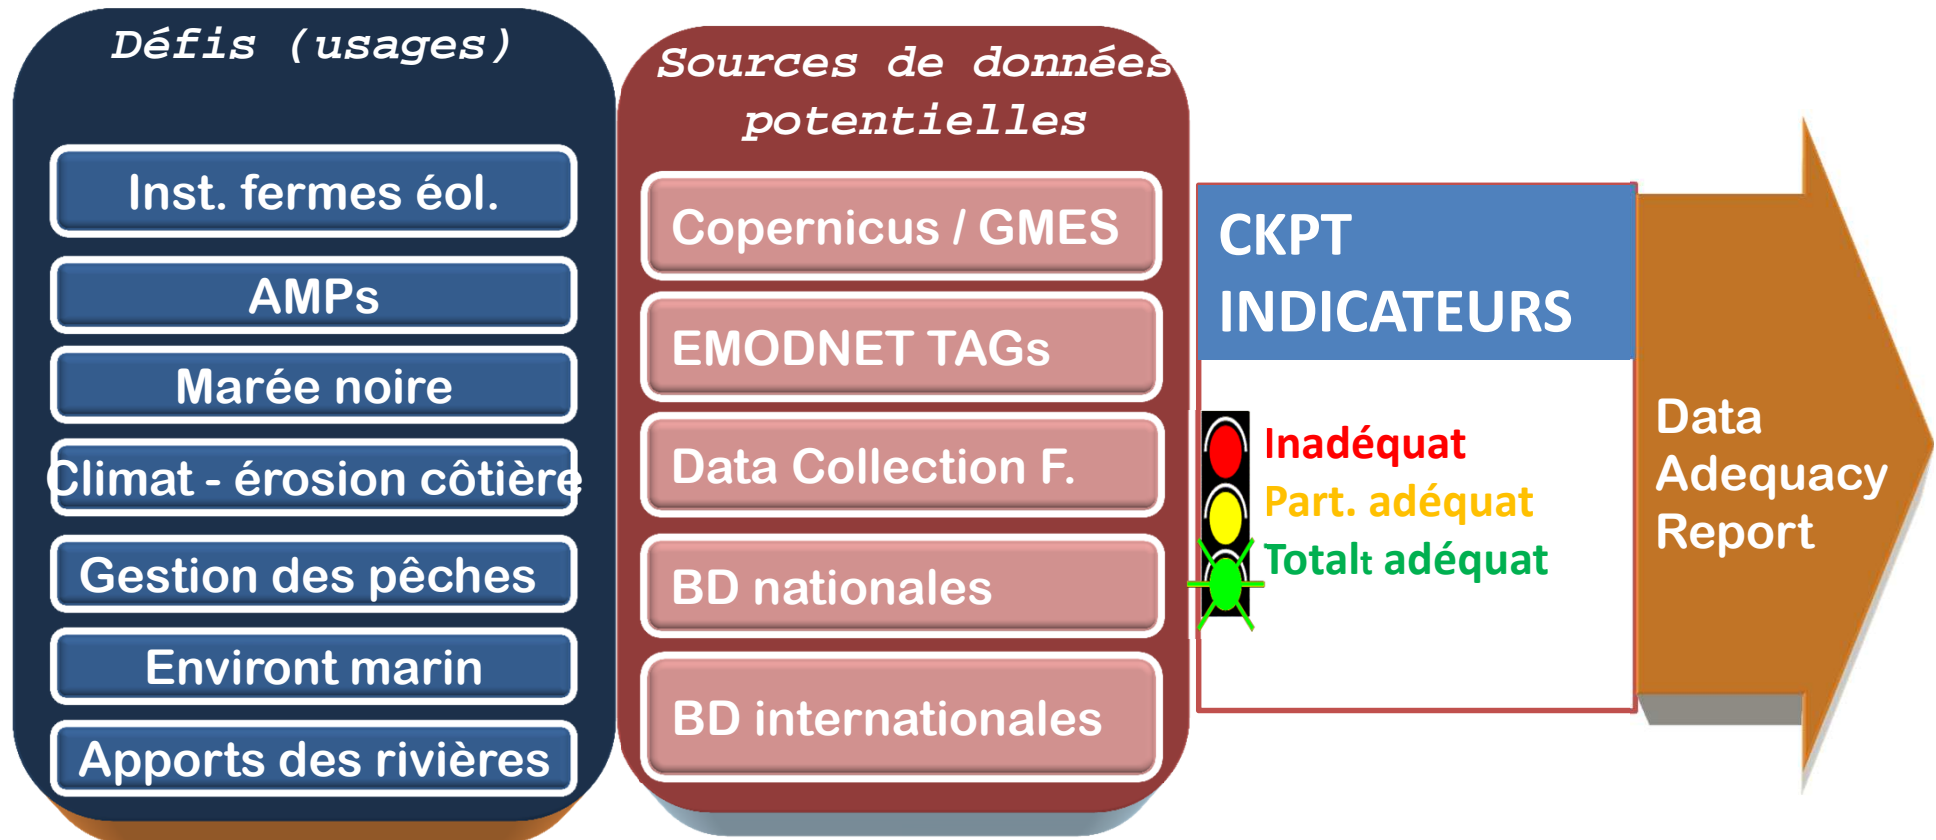 Défis (usages)
Inst. fermes éol.
AMPs
Marée noire
Climat - érosion côtière
Gestion des pêches
Environt marin
Apports des rivières
Sources de données
potentielles
Copernicus / GMES
EMODNET TAGs
Data Collection F.
BD nationales
BD internationales
CKPT
INDICATEURS
Inadéquat
Part. adéquat
Totalt adéquat
Data
Adequacy
Report